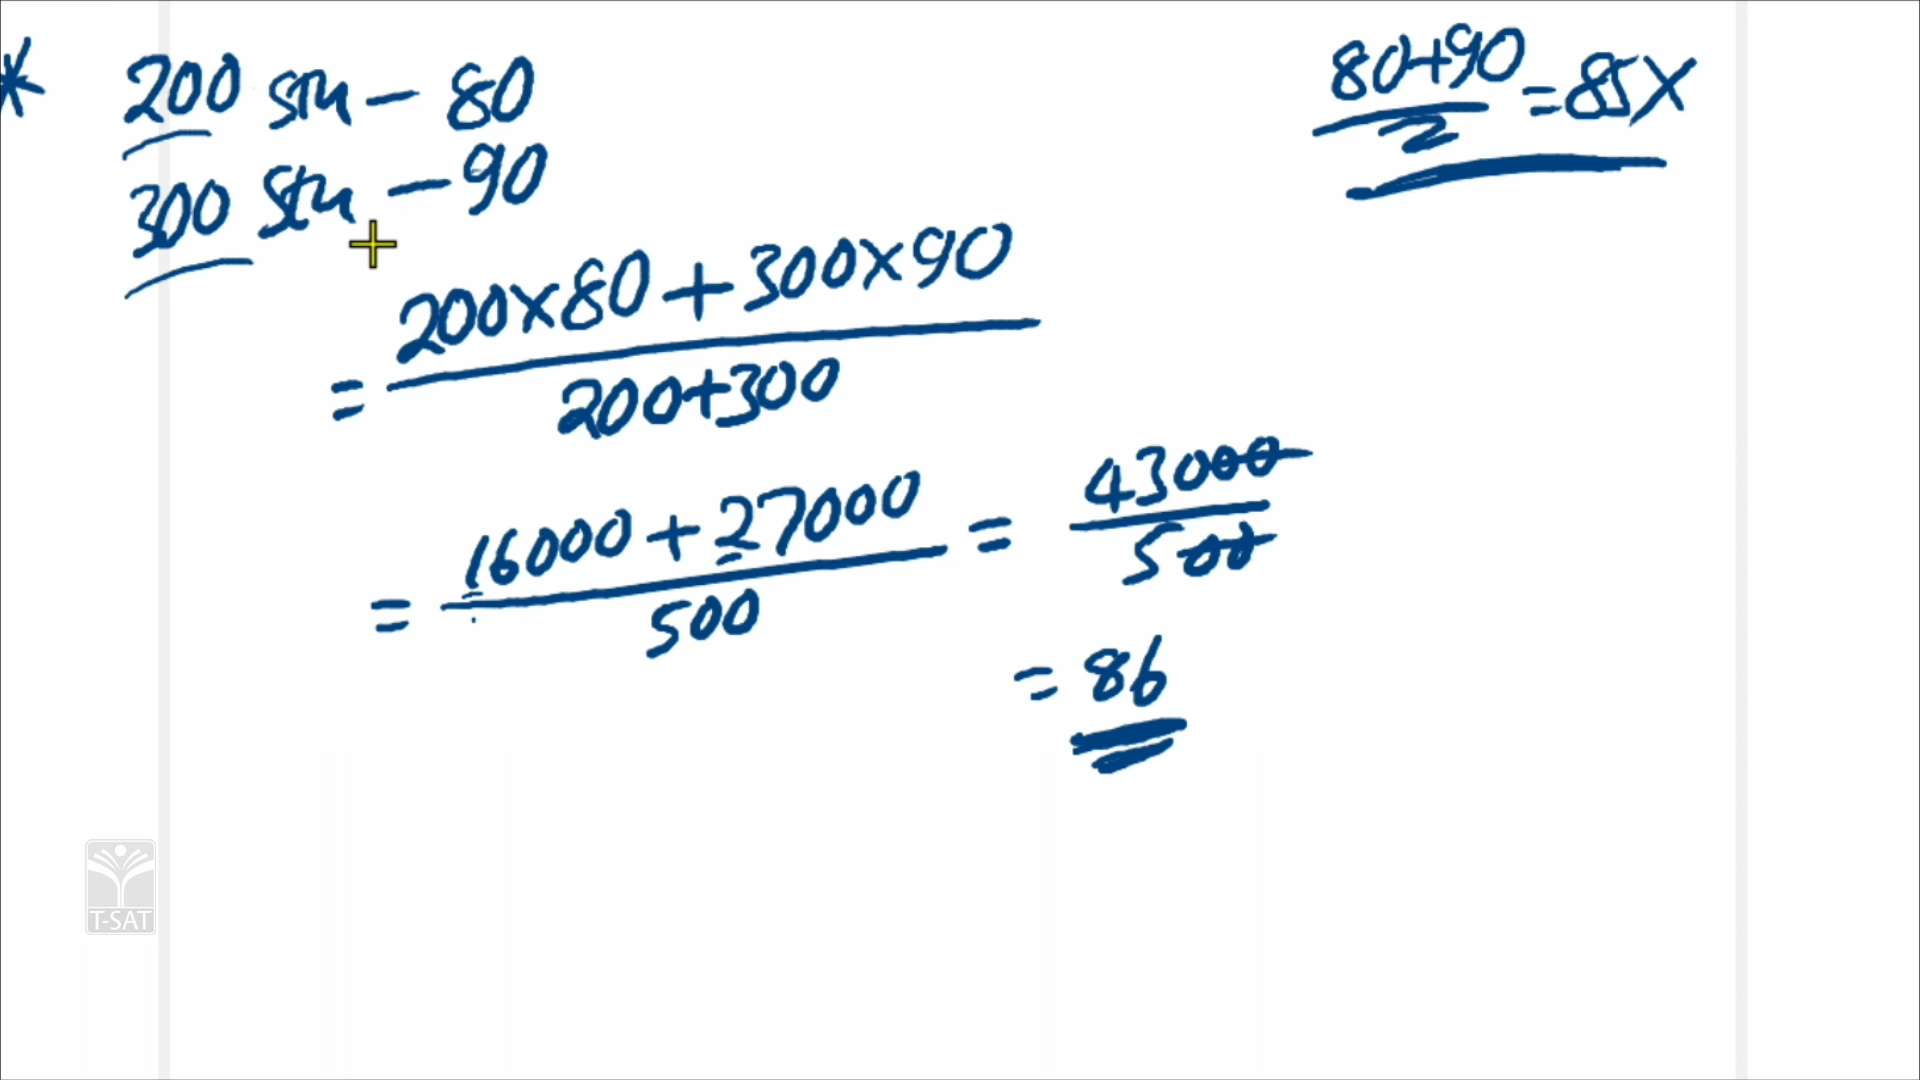 * 200 stu - 80
300 stu - 90
80+90/2 = 85 X
= 200×80 + 300×90 / 200+300
= 16000 + 27000 / 500 = 43000 / 500
= 86
T-SAT